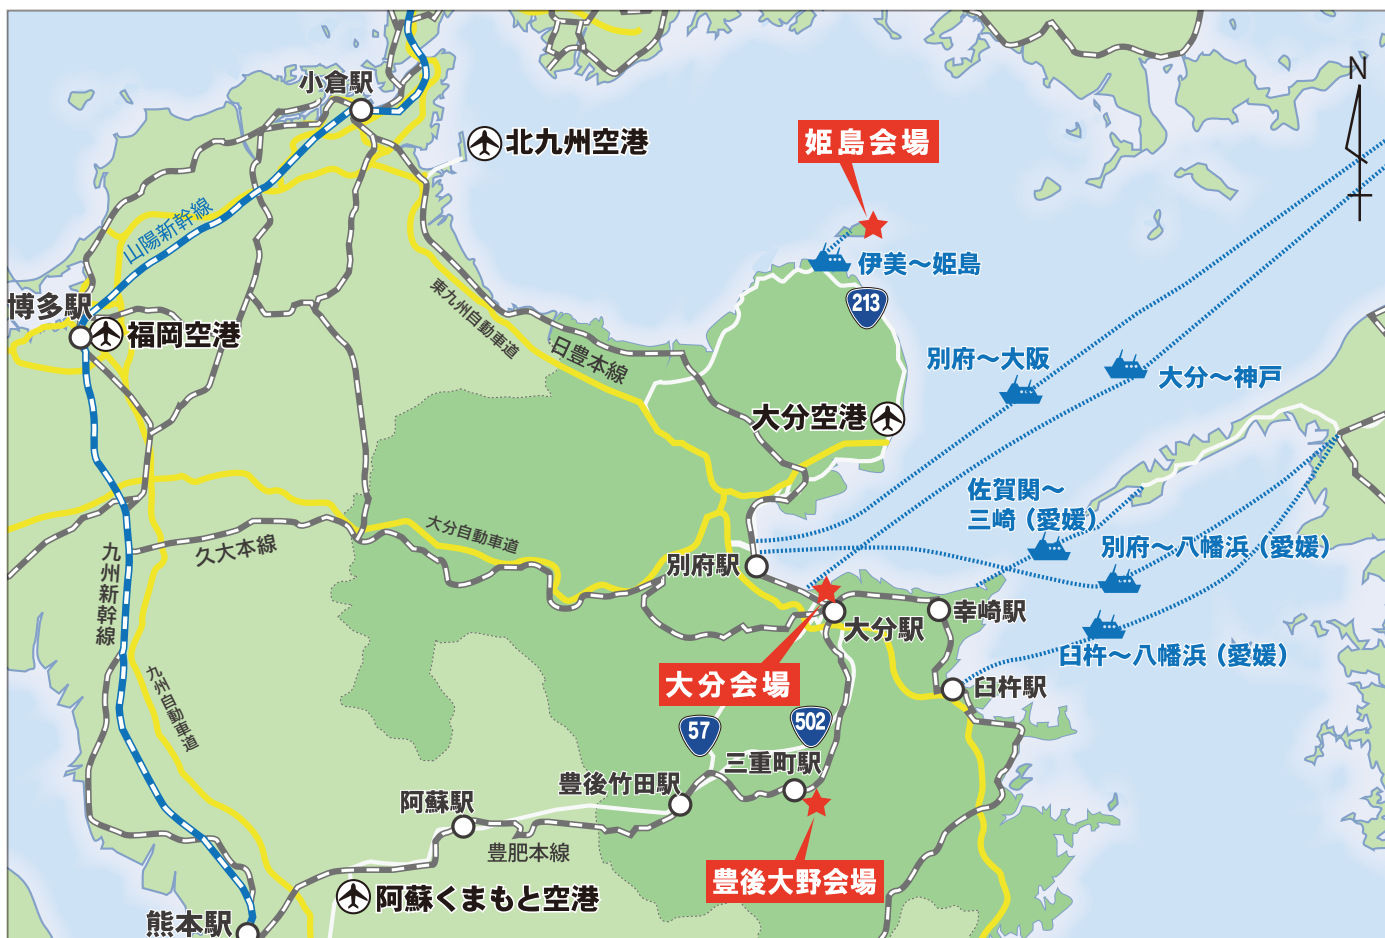 小倉駅
N
北九州空港
姫島会場
山陽新幹線
伊美～姫島
博多駅
213
東九州自動車道
福岡空港
日豊本線
別府～大阪
大分～神戸
大分空港
佐賀関～
三崎（愛媛）
大分自動車道
久大本線
九州新幹線
別府～八幡浜（愛媛）
別府駅
幸崎駅
大分駅
臼杵～八幡浜（愛媛）
大分会場
臼杵駅
九州自動車道
57
502
三重町駅
豊後竹田駅
阿蘇駅
豊肥本線
豊後大野会場
阿蘇くまもと空港
熊本駅